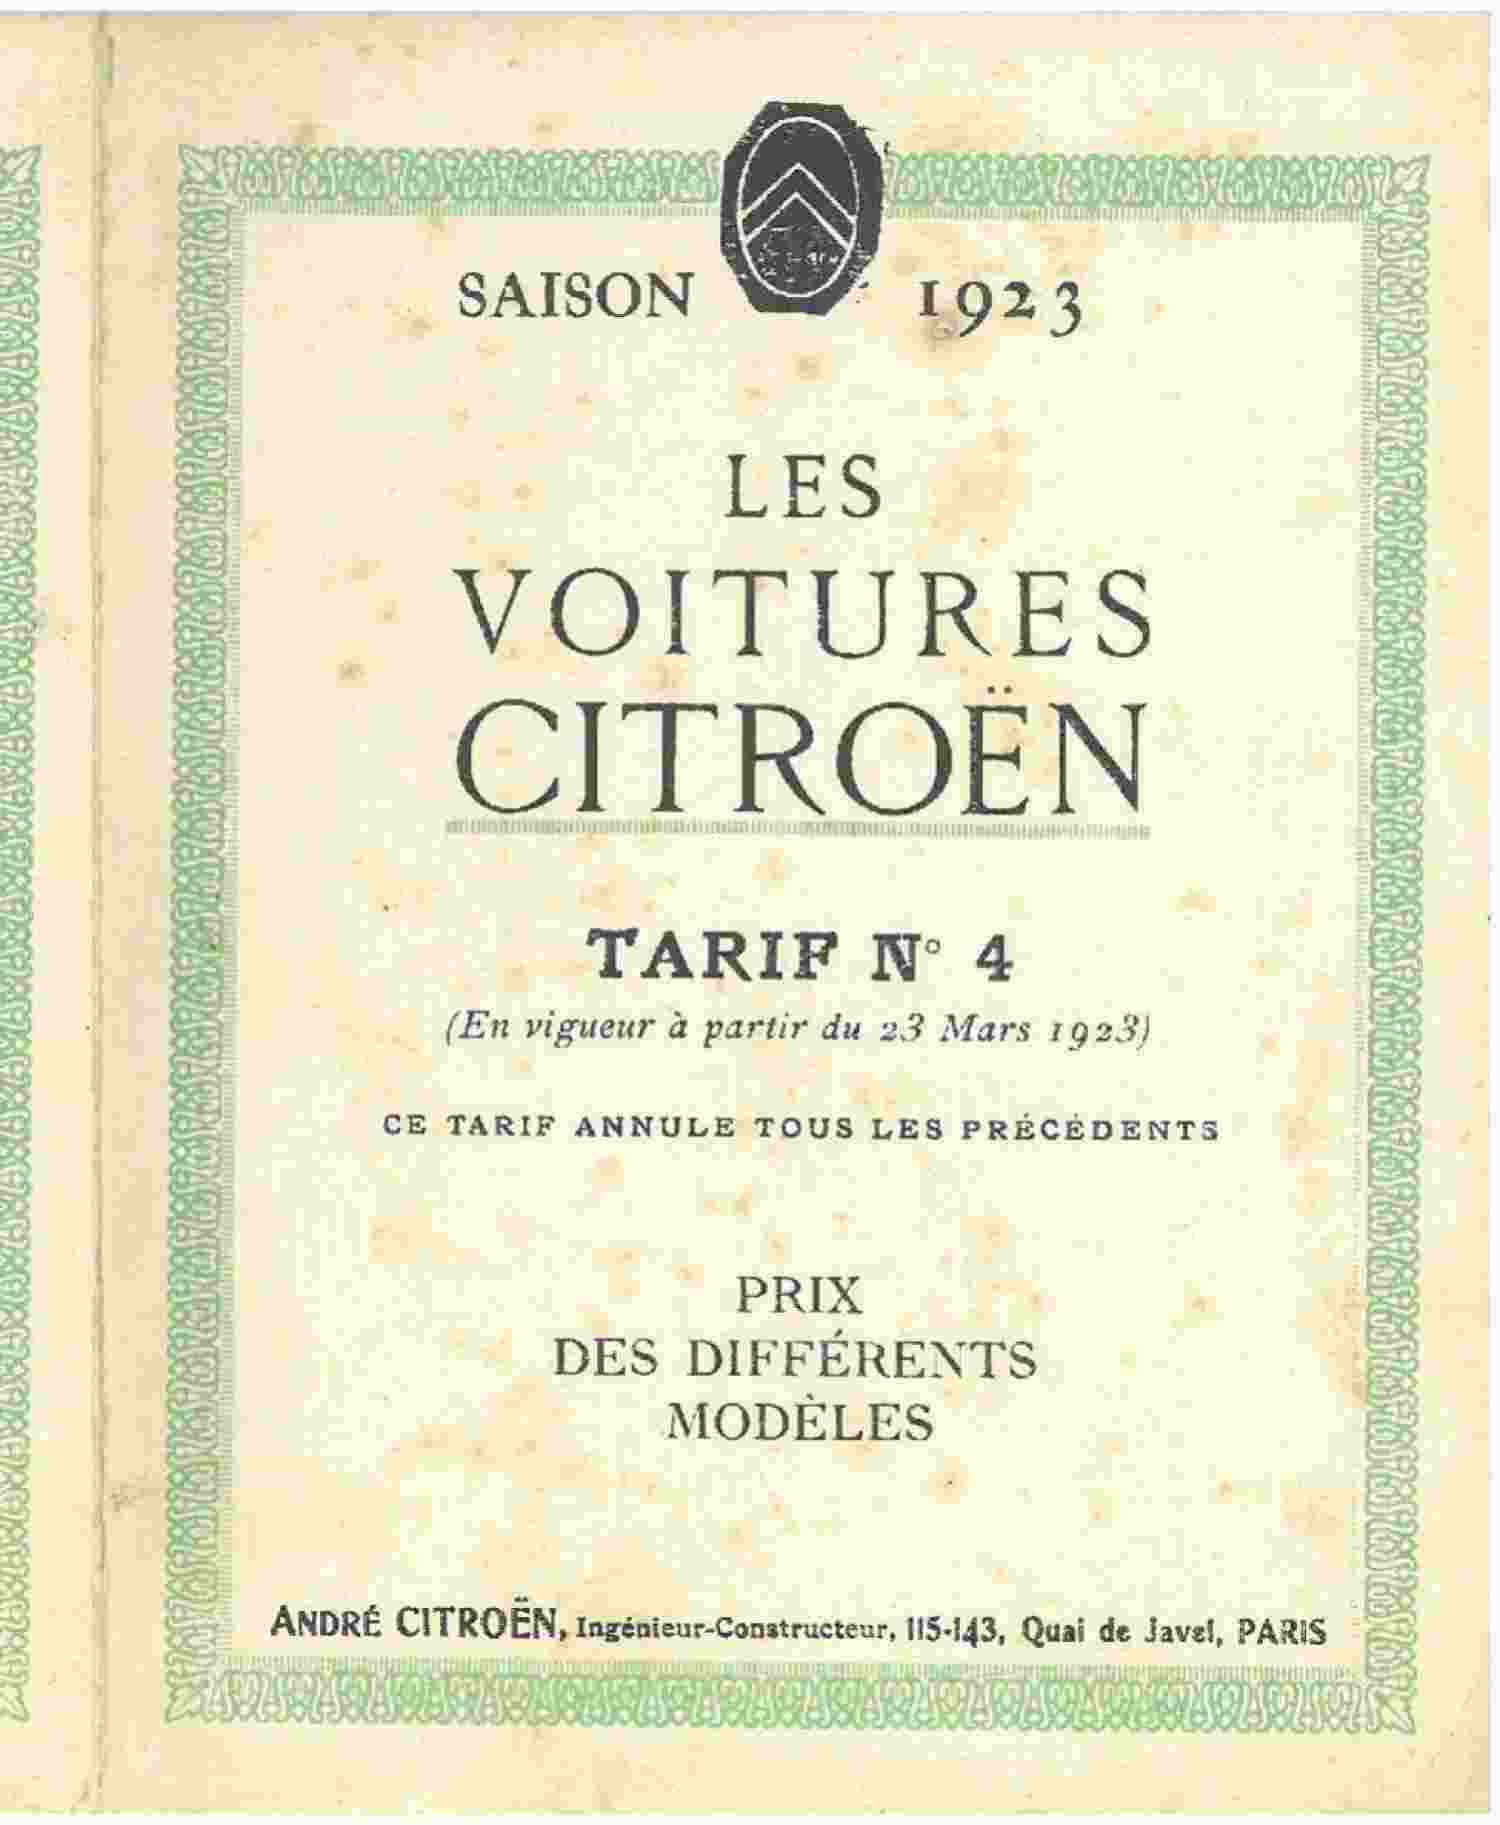 SAISON 1923
LES
VOITURES
CITROËN
TARIF N° 4
(En vigueur à partir du 23 Mars 1923)
CE TARIF ANNULE TOUS LES PRÉCÉDENTS
PRIX
DES DIFFÉRENTS
MODÈLES
ANDRÉ CITROËN, Ingénieur-Constructeur, 115-143, Quai de Javel, PARIS